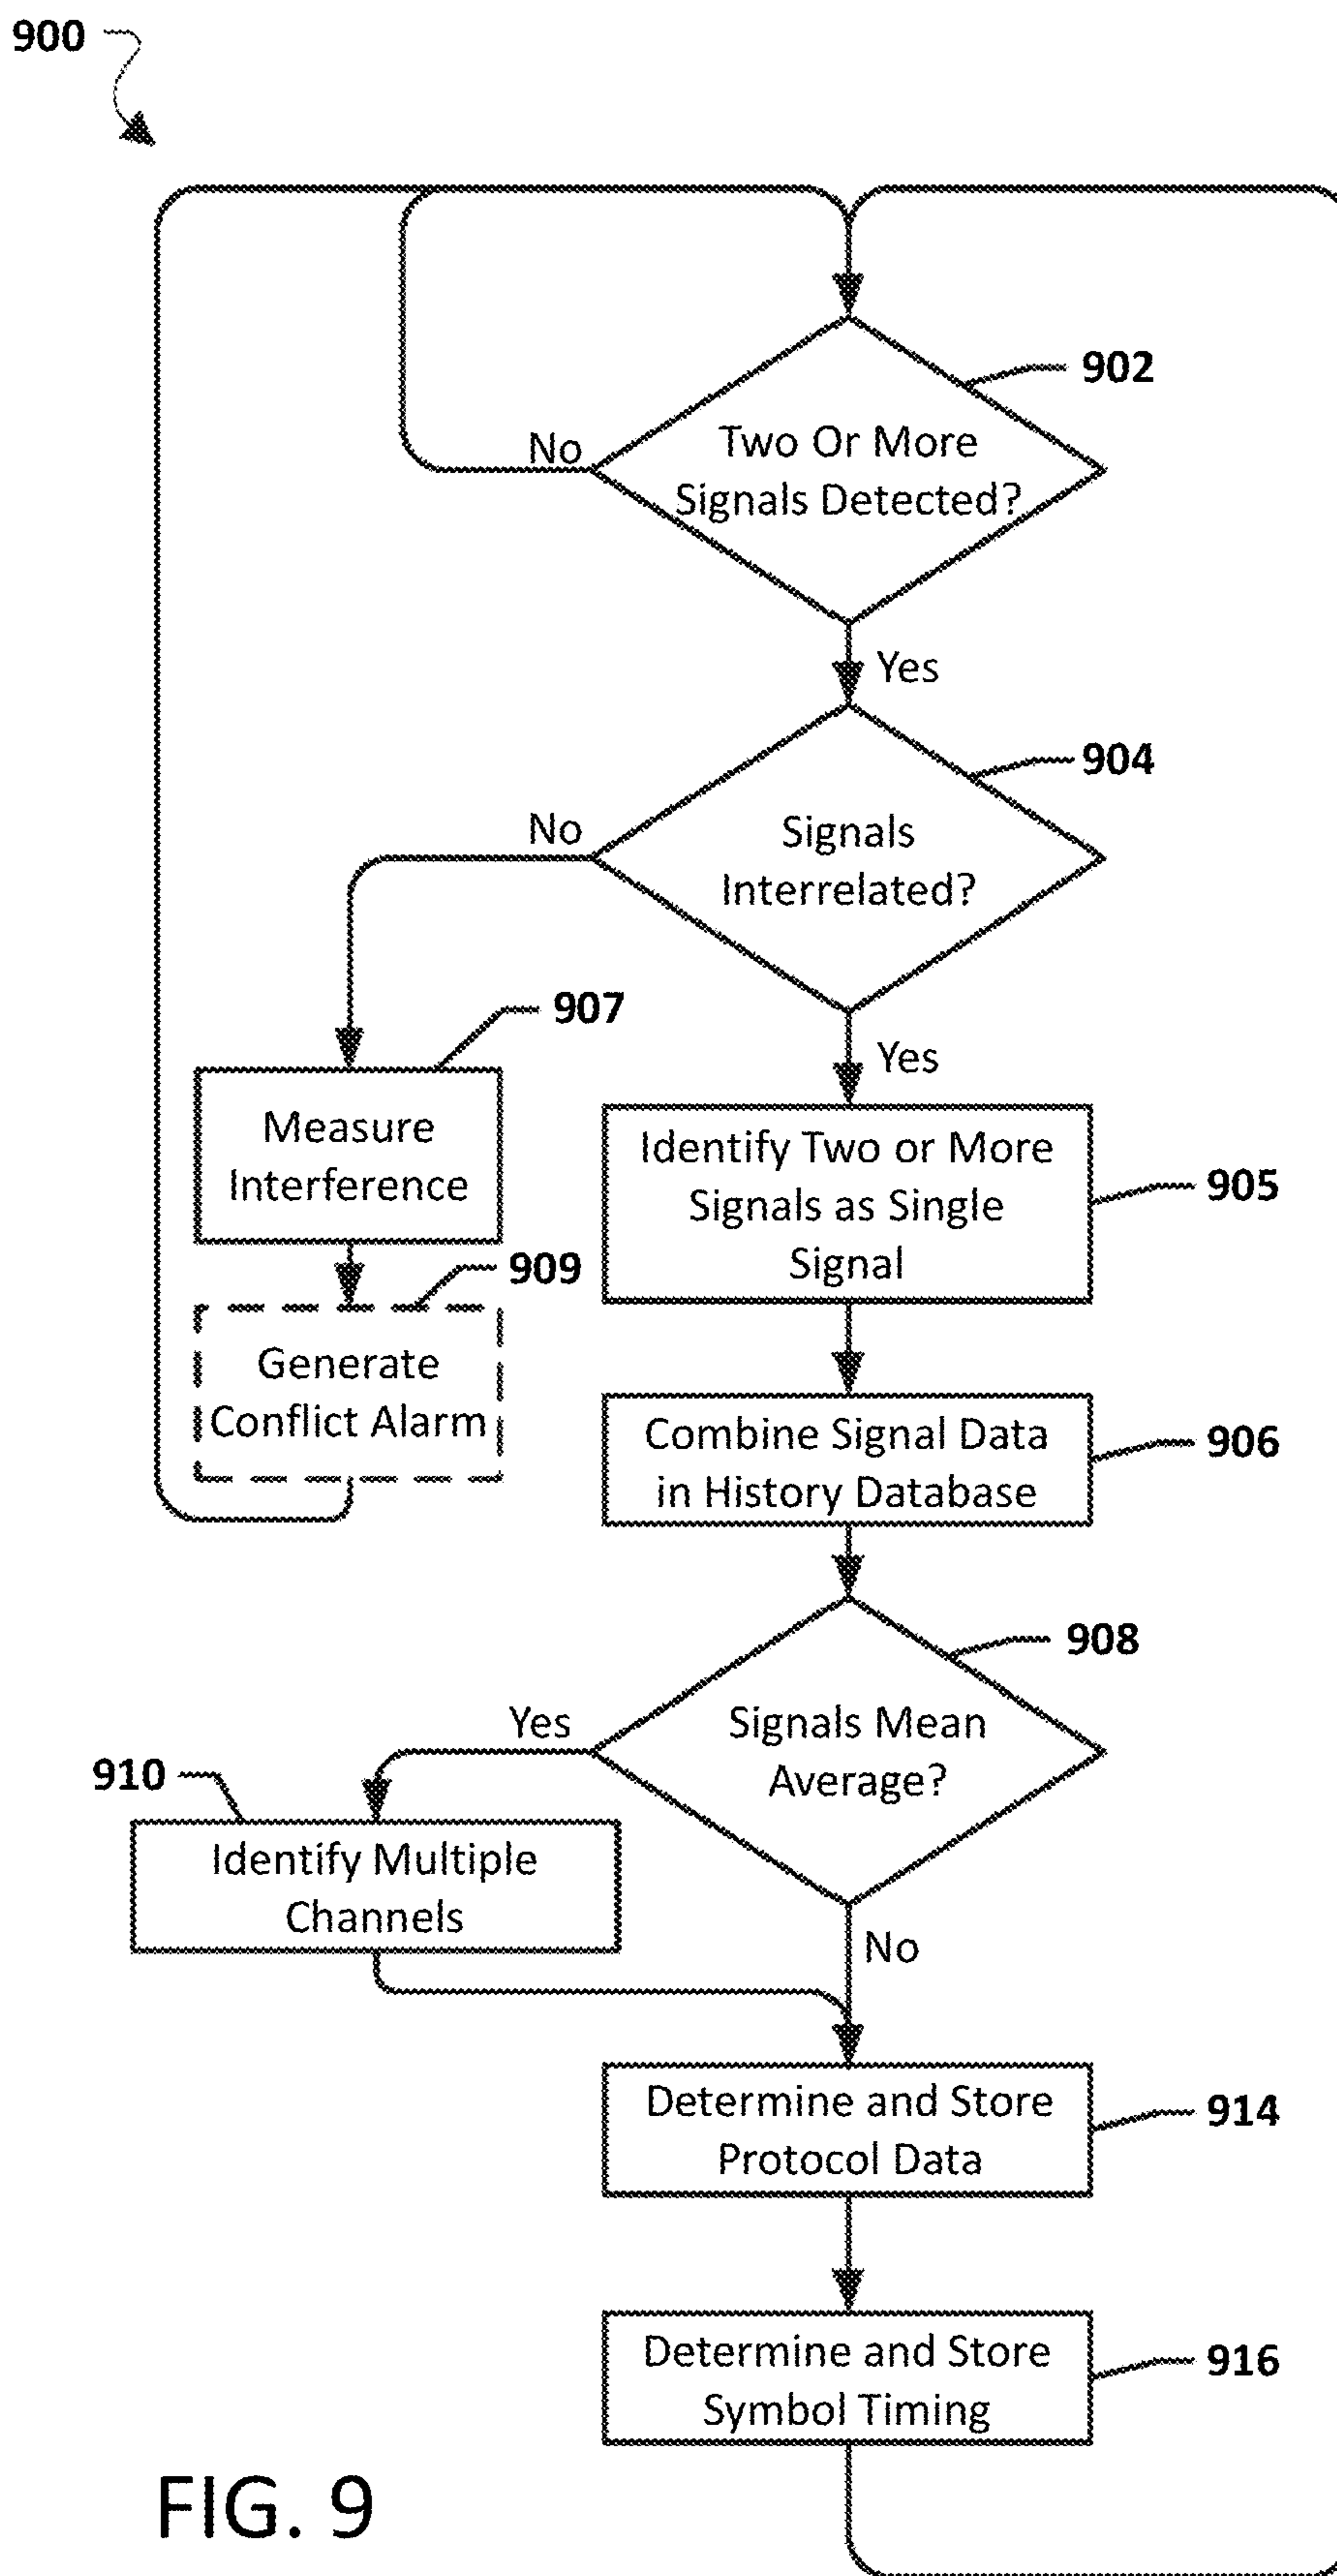 900
902
Two Or More
Signals Detected?
No
Yes
904
Signals
Interrelated?
No
Yes
907
Measure
Interference
905
Identify Two or More
Signals as Single
Signal
909
Generate
Conflict Alarm
906
Combine Signal Data
in History Database
908
Signals Mean
Average?
Yes
No
910
Identify Multiple
Channels
914
Determine and Store
Protocol Data
916
Determine and Store
Symbol Timing
FIG. 9